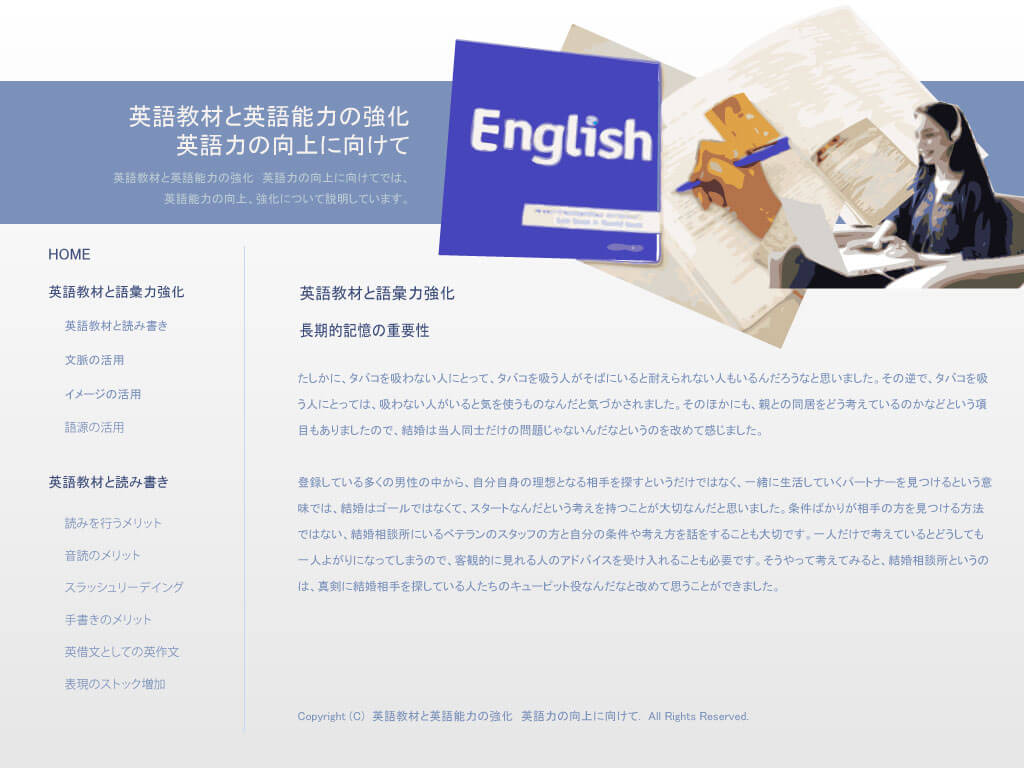 英語教材と英語能力の強化
英語力の向上に向けて
英語教材と英語能力の強化　英語力の向上に向けてでは、
英語能力の向上、強化について説明しています。
English
HOME
英語教材と語彙力強化
英語教材と読み書き
文脈の活用
イメージの活用
語源の活用
英語教材と読み書き
読みを行うメリット
音読のメリット
スラッシュリーデイング
手書きのメリット
英借文としての英作文
表現のストック増加
英語教材と語彙力強化
長期的記憶の重要性
たしかに、タバコを吸わない人にとって、タバコを吸う人がそばにいると耐えられない人もいるんだろうなと思いました。その逆で、タバコを吸
う人にとっては、吸わない人がいると気を使うものなんだと気づかされました。そのほかにも、親との同居をどう考えているのかなどという項
目もありましたので、結婚は当人同士だけの問題じゃないんだなというのを改めて感じました。
登録している多くの男性の中から、自分自身の理想となる相手を探すというだけではなく、一緒に生活していくパートナーを見つけるという意
味では、結婚はゴールではなくて、スタートなんだという考えを持つことが大切なんだと思いました。条件ばかりが相手の方を見つける方法
ではない、結婚相談所にいるベテランのスタッフの方と自分の条件や考え方を話をすることも大切です。一人だけで考えているとどうしても
一人よがりになってしまうので、客観的に見れる人のアドバイスを受け入れることも必要です。そうやって考えてみると、結婚相談所というの
は、真剣に結婚相手を探している人たちのキューピット役なんだなと改めて思うことができました。
Copyright (C) 英語教材と英語能力の強化　英語力の向上に向けて. All Rights Reserved.